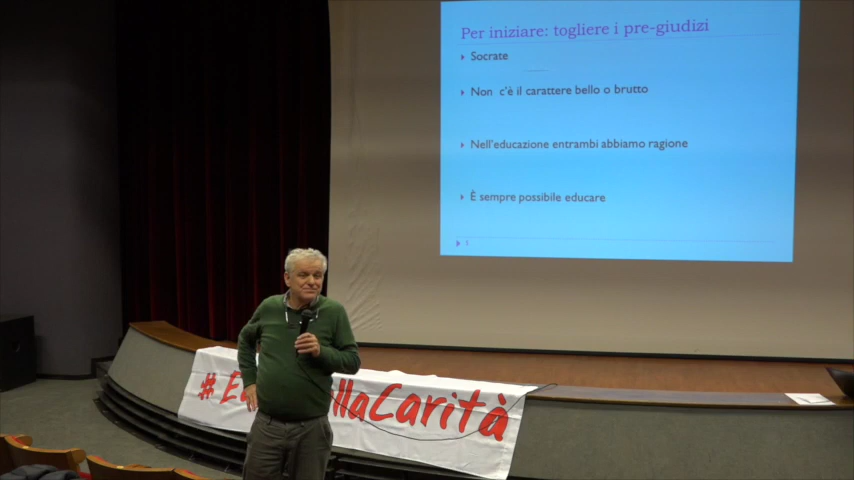 Per iniziare: togliere i pre-giudizi
Socrate
Non c'è il carattere bello o brutto
Nell'educazione entrambi abbiamo ragione
È sempre possibile educare
# E llaCarità